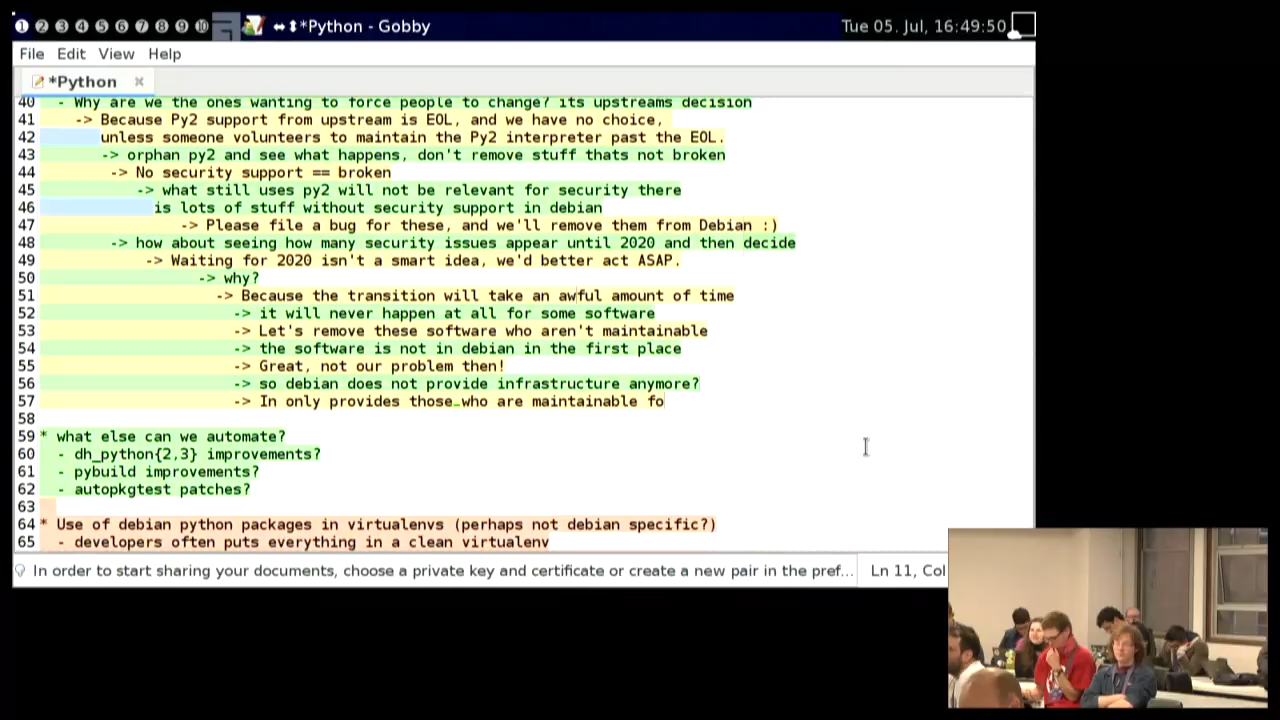 1 2 3 4 5 6 7 8 9 10 *Python - Gobby Tue 05. Jul, 16:49:50
File Edit View Help
*Python
40 - Why are we the ones wanting to force people to change? its upstreams decision
41 -> Because Py2 support from upstream is EOL, and we have no choice,
42 unless someone volunteers to maintain the Py2 interpreter past the EOL.
43 -> orphan py2 and see what happens, don't remove stuff thats not broken
44 -> No security support == broken
45 -> what still uses py2 will not be relevant for security there
46 is lots of stuff without security support in debian
47 -> Please file a bug for these, and we'll remove them from Debian :)
48 -> how about seeing how many security issues appear until 2020 and then decide
49 -> Waiting for 2020 isn't a smart idea, we'd better act ASAP.
50 -> why?
51 -> Because the transition will take an awful amount of time
52 -> it will never happen at all for some software
53 -> Let's remove these software who aren't maintainable
54 -> the software is not in debian in the first place
55 -> Great, not our problem then!
56 -> so debian does not provide infrastructure anymore?
57 -> In only provides those who are maintainable fo
58
59 * what else can we automate?
60 - dh_python{2,3} improvements?
61 - pybuild improvements?
62 - autopkgtest patches?
63
64 * Use of debian python packages in virtualenvs (perhaps not debian specific?)
65 - developers often puts everything in a clean virtualenv
In order to start sharing your documents, choose a private key and certificate or create a new pair in the pref... Ln 11, Col